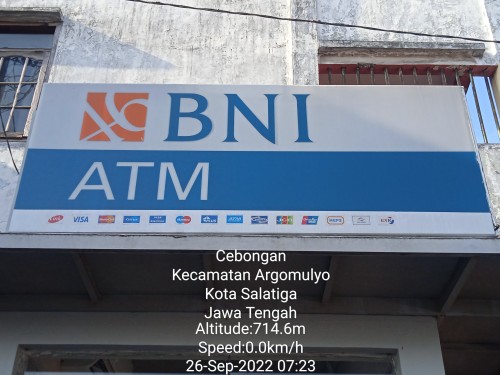 BNI
ATM
VISA
Cebongan
Kecamatan Argomulyo
Kota Salatiga
Jawa Tengah
Altitude:714.6m
Speed:0.0km/h
26-Sep-2022 07:23